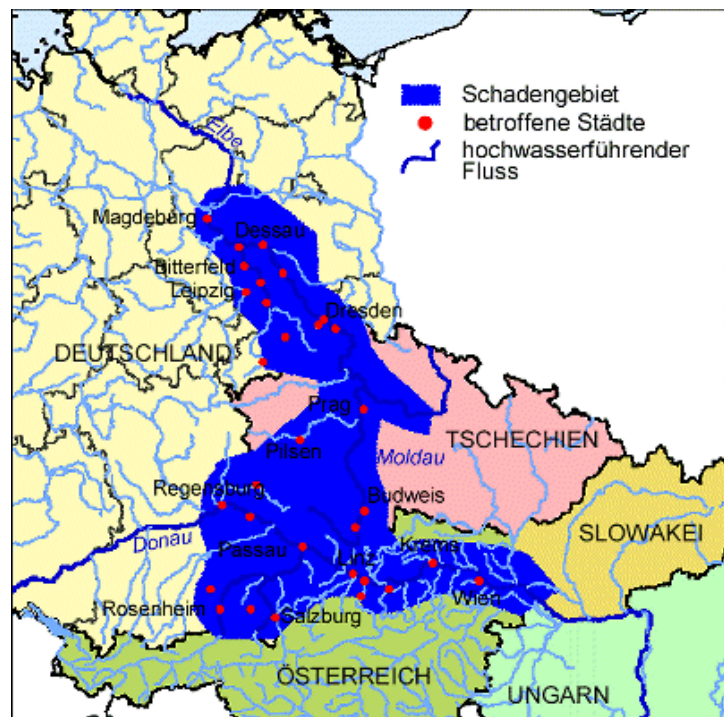 Schadengebiet
betroffene Städte
hochwasserführender
Fluss
Elbe
Magdeburg
Dessau
Bitterfeld
Leipzig
Dresden
DEUTSCHLAND
Prag
TSCHECHIEN
Pilsen
Moldau
Regensburg
Budweis
SLOWAKEI
Donau
Passau
Krems
Linz
Wien
Rosenheim
Salzburg
ÖSTERREICH
UNGARN